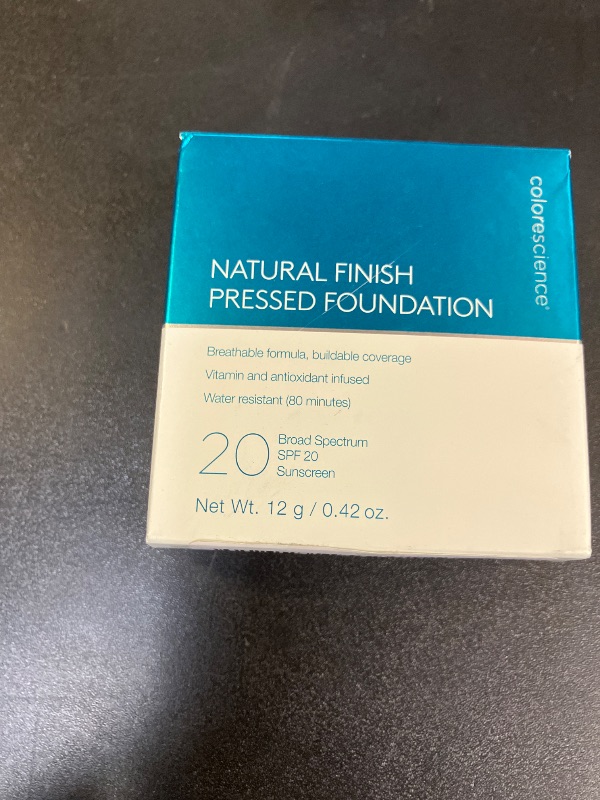 colorescience®
NATURAL FINISH
PRESSED FOUNDATION
Breathable formula, buildable coverage
Vitamin and antioxidant infused
Water resistant (80 minutes)
20
Broad Spectrum
SPF 20
Sunscreen
Net Wt. 12 g / 0.42 oz.